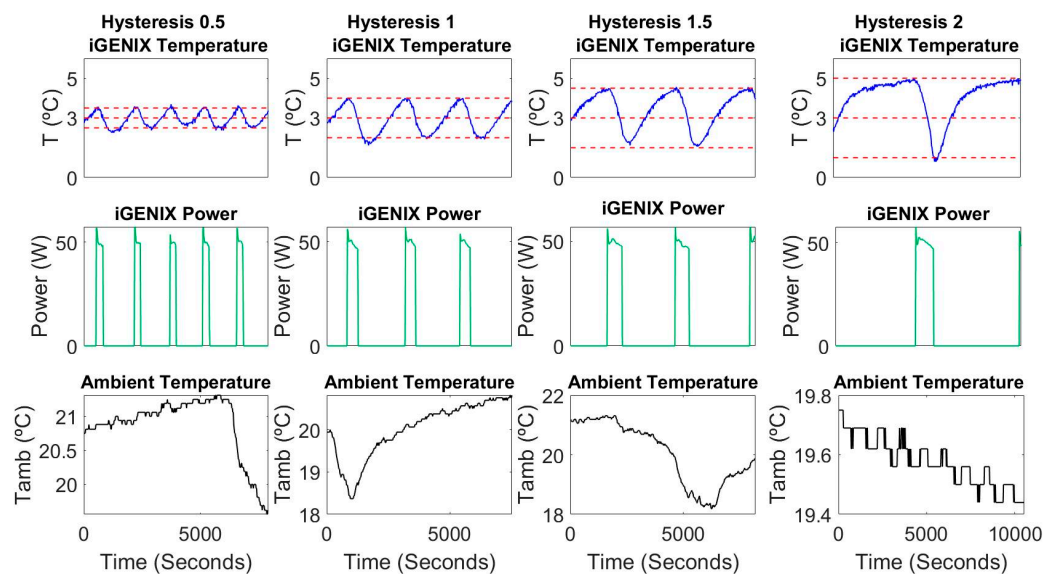 Hysteresis 0.5 Hysteresis 1 Hysteresis 1.5 Hysteresis 2
iGENIX Temperature iGENIX Temperature iGENIX Temperature iGENIX Temperature
T (ºC) 5 3 0 T (ºC) 5 3 0 T (ºC) 5 3 0 T (ºC) 5 3 0
iGENIX Power iGENIX Power iGENIX Power iGENIX Power
Power (W) 50 0 Power (W) 50 0 Power (W) 50 0 Power (W) 50 0
Ambient Temperature Ambient Temperature Ambient Temperature Ambient Temperature
Tamb (ºC) 21 20.5 20 Tamb (ºC) 20 19 18 Tamb (ºC) 22 20 18 Tamb (ºC) 19.8 19.6 19.4
0 5000 0 5000 0 5000 0 5000 10000
Time (Seconds) Time (Seconds) Time (Seconds) Time (Seconds)